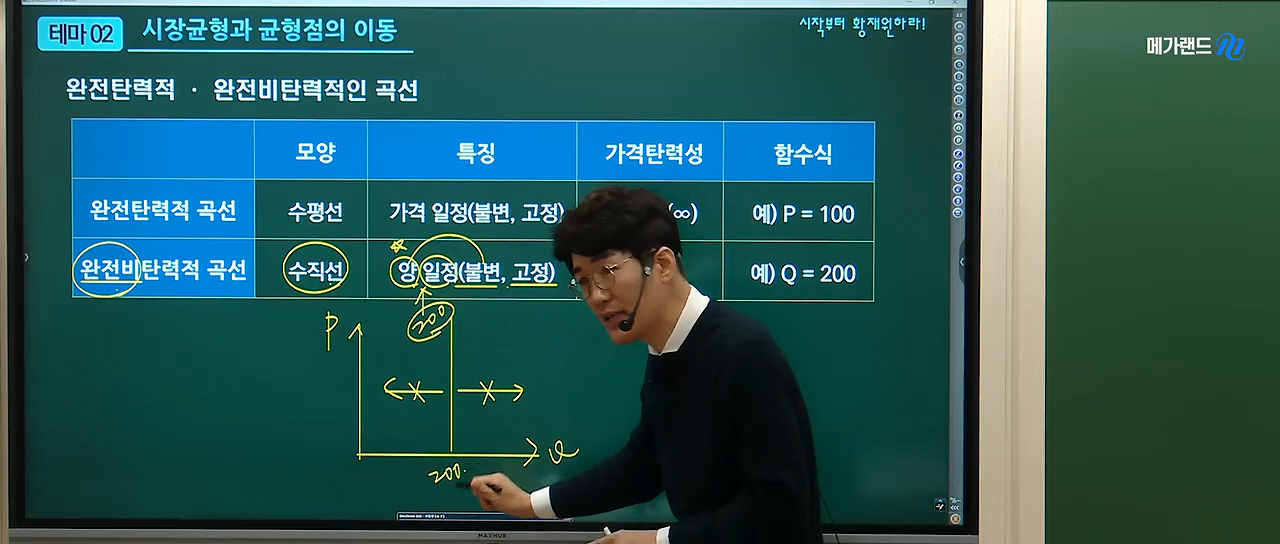 테마 02 시장균형과 균형점의 이동
시작부터 황재원하라!
메가랜드
완전탄력적 · 완전비탄력적인 곡선
모양 특징 가격탄력성 함수식
완전탄력적 곡선 수평선 가격 일정(불변, 고정) (∞) 예) P = 100
완전비탄력적 곡선 수직선 양 일정(불변, 고정) 예) Q = 200
200
P
Q
200
MAXHUB